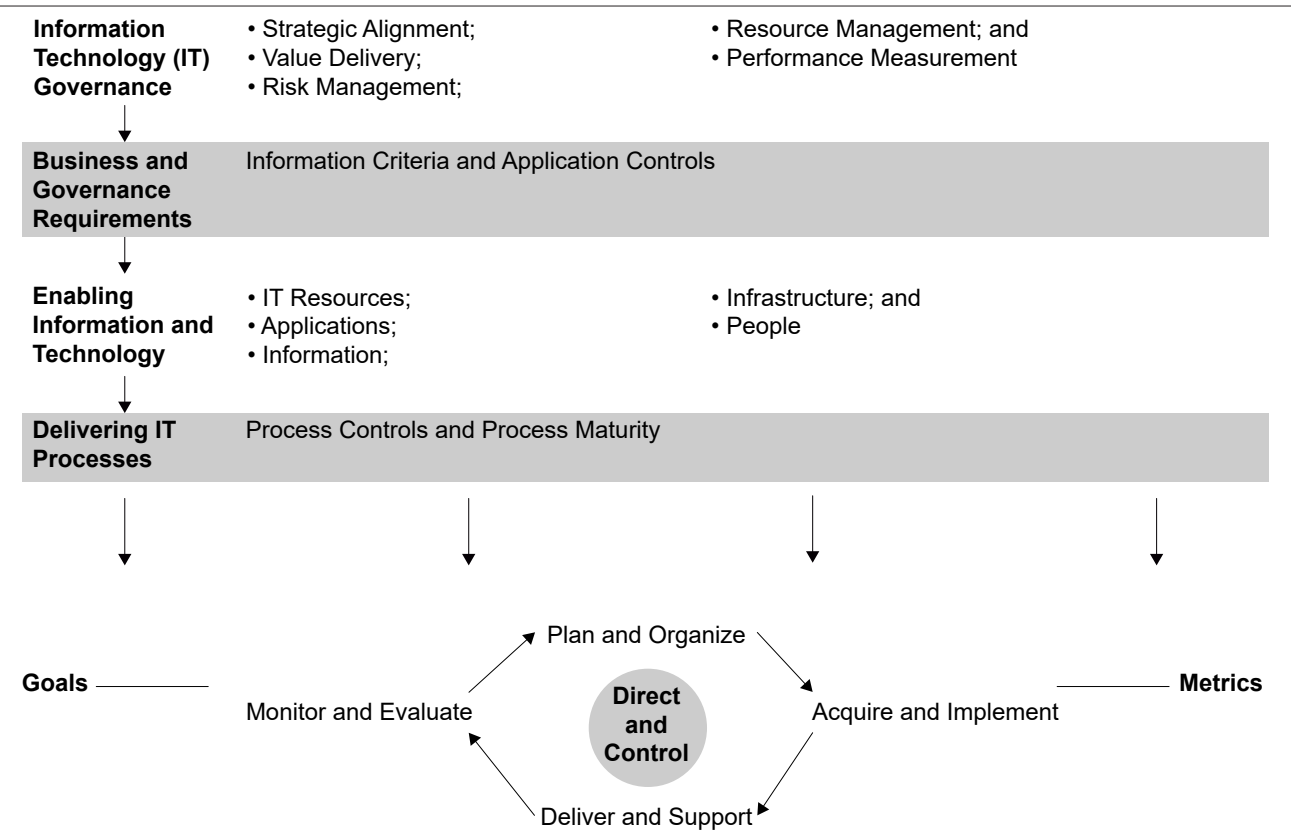 Information
Technology (IT)
Governance
• Strategic Alignment;
• Value Delivery;
• Risk Management;
• Resource Management; and
• Performance Measurement
Business and
Governance
Requirements
Information Criteria and Application Controls
Enabling
Information and
Technology
• IT Resources;
• Applications;
• Information;
• Infrastructure; and
• People
Delivering IT
Processes
Process Controls and Process Maturity
Plan and Organize
Goals
Monitor and Evaluate
Direct
and
Control
Acquire and Implement
Metrics
Deliver and Support